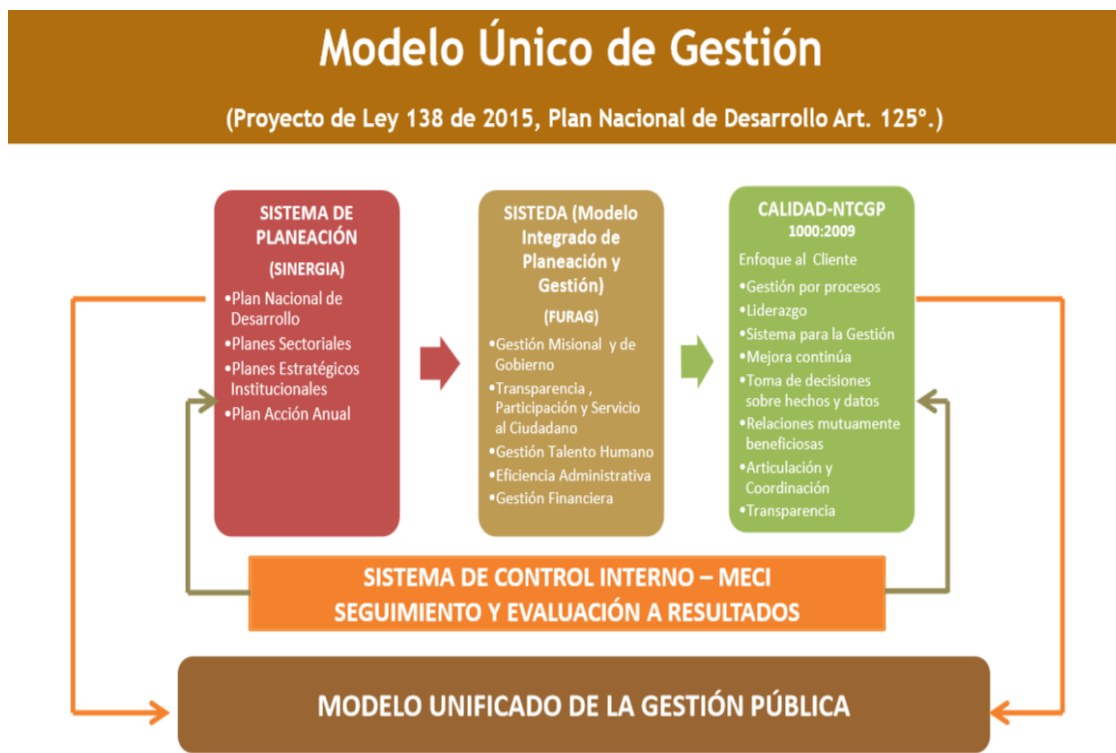 Modelo Único de Gestión
(Proyecto de Ley 138 de 2015, Plan Nacional de Desarrollo Art. 125°.)
SISTEMA DE
PLANEACIÓN
(SINERGIA)
•Plan Nacional de
Desarrollo
•Planes Sectoriales
•Planes Estratégicos
Institucionales
•Plan Acción Anual
SISTEDA (Modelo
Integrado de
Planeación y
Gestión)
(FURAG)
•Gestión Misional y de
Gobierno
•Transparencia ,
Participación y Servicio
al Ciudadano
•Gestión Talento Humano
•Eficiencia Administrativa
•Gestión Financiera
CALIDAD-NTCGP
1000:2009
Enfoque al Cliente
•Gestión por procesos
•Liderazgo
•Sistema para la Gestión
•Mejora continúa
•Toma de decisiones
sobre hechos y datos
•Relaciones mutuamente
beneficiosas
•Articulación y
Coordinación
•Transparencia
SISTEMA DE CONTROL INTERNO – MECI
SEGUIMIENTO Y EVALUACIÓN A RESULTADOS
MODELO UNIFICADO DE LA GESTIÓN PÚBLICA